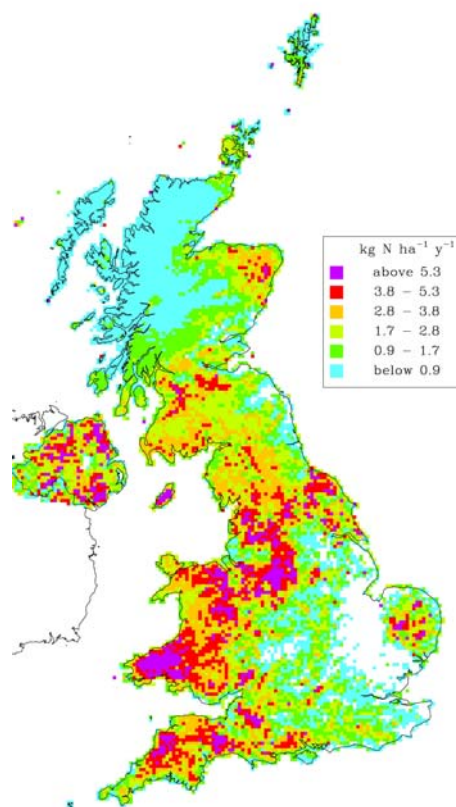 kg N ha⁻¹ y⁻¹
above 5.3
3.8 – 5.3
2.8 – 3.8
1.7 – 2.8
0.9 – 1.7
below 0.9